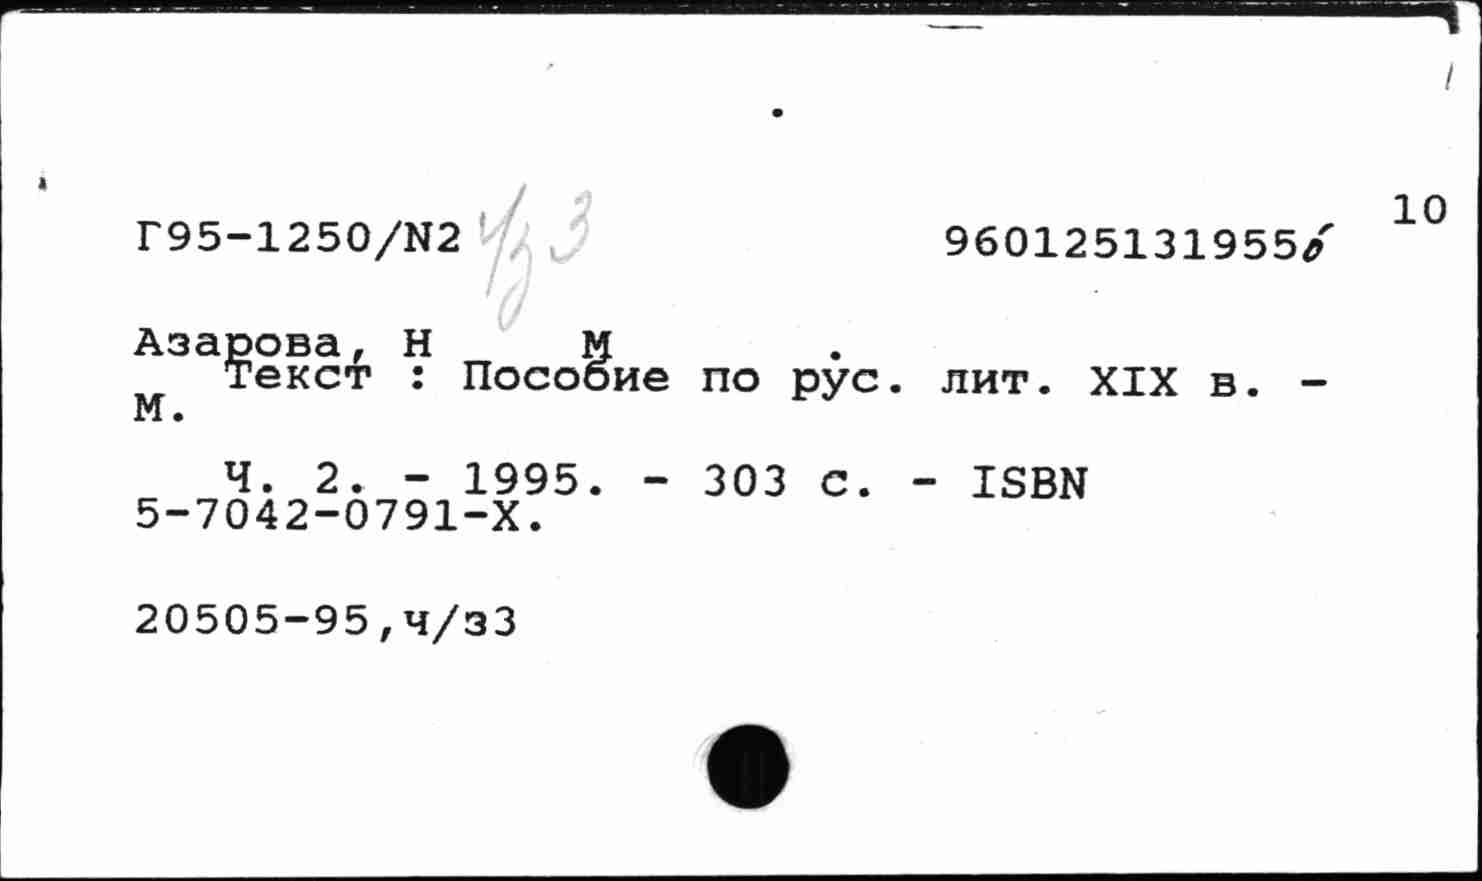 10
Г95-1250/N2 ч/з 3 960125131955б
Азарова, Н М .
Текст : Пособие по рус. лит. XIX в. -
М.
Ч. 2. - 1995. - 303 с. - ISBN
5-7042-0791-X.
20505-95,ч/з3